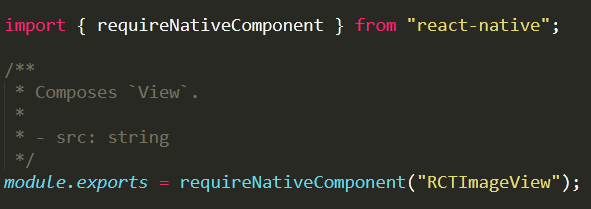 import { requireNativeComponent } from "react-native";
/**
 * Composes `View`.
 *
 * - src: string
 */
module.exports = requireNativeComponent("RCTImageView");